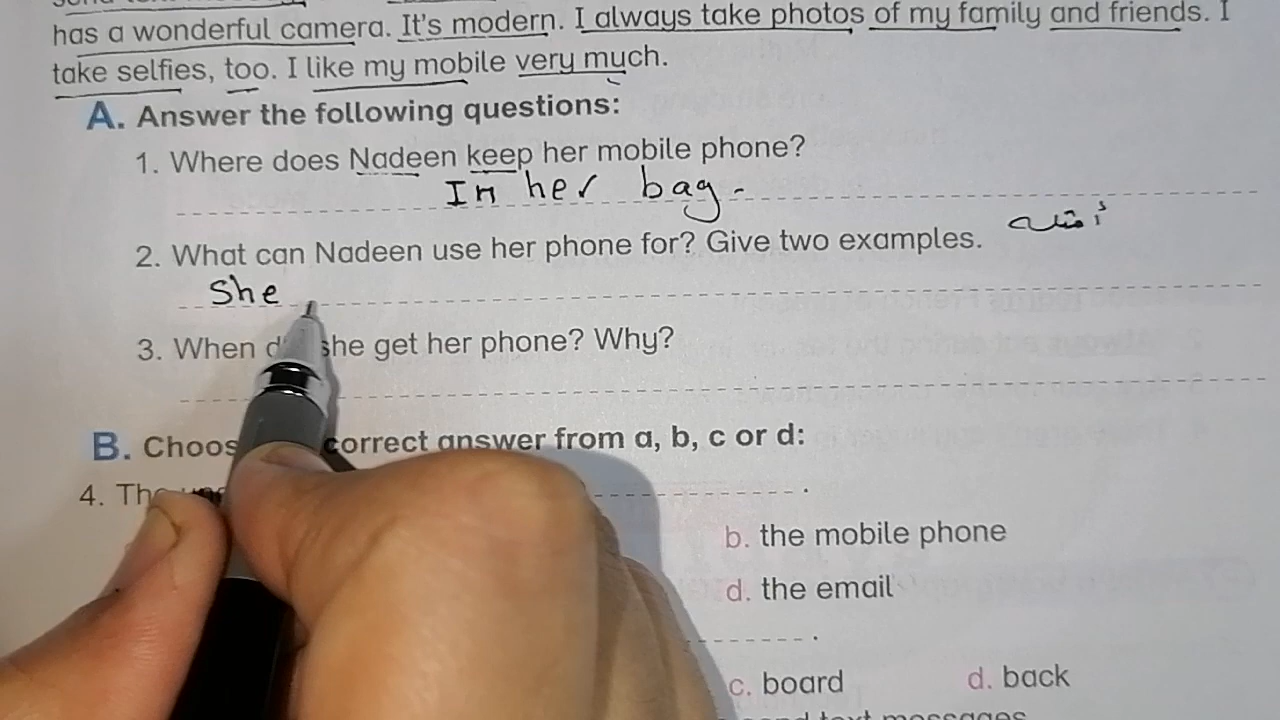 has a wonderful camera. It's modern. I always take photos of my family and friends. I
take selfies, too. I like my mobile very much.
A. Answer the following questions:
1. Where does Nadeen keep her mobile phone?
In her bag.
2. What can Nadeen use her phone for? Give two examples.
She
3. When she get her phone? Why?
B. correct answer from a, b, c or d:
4.
b. the mobile phone
d. the email
c. board d. back